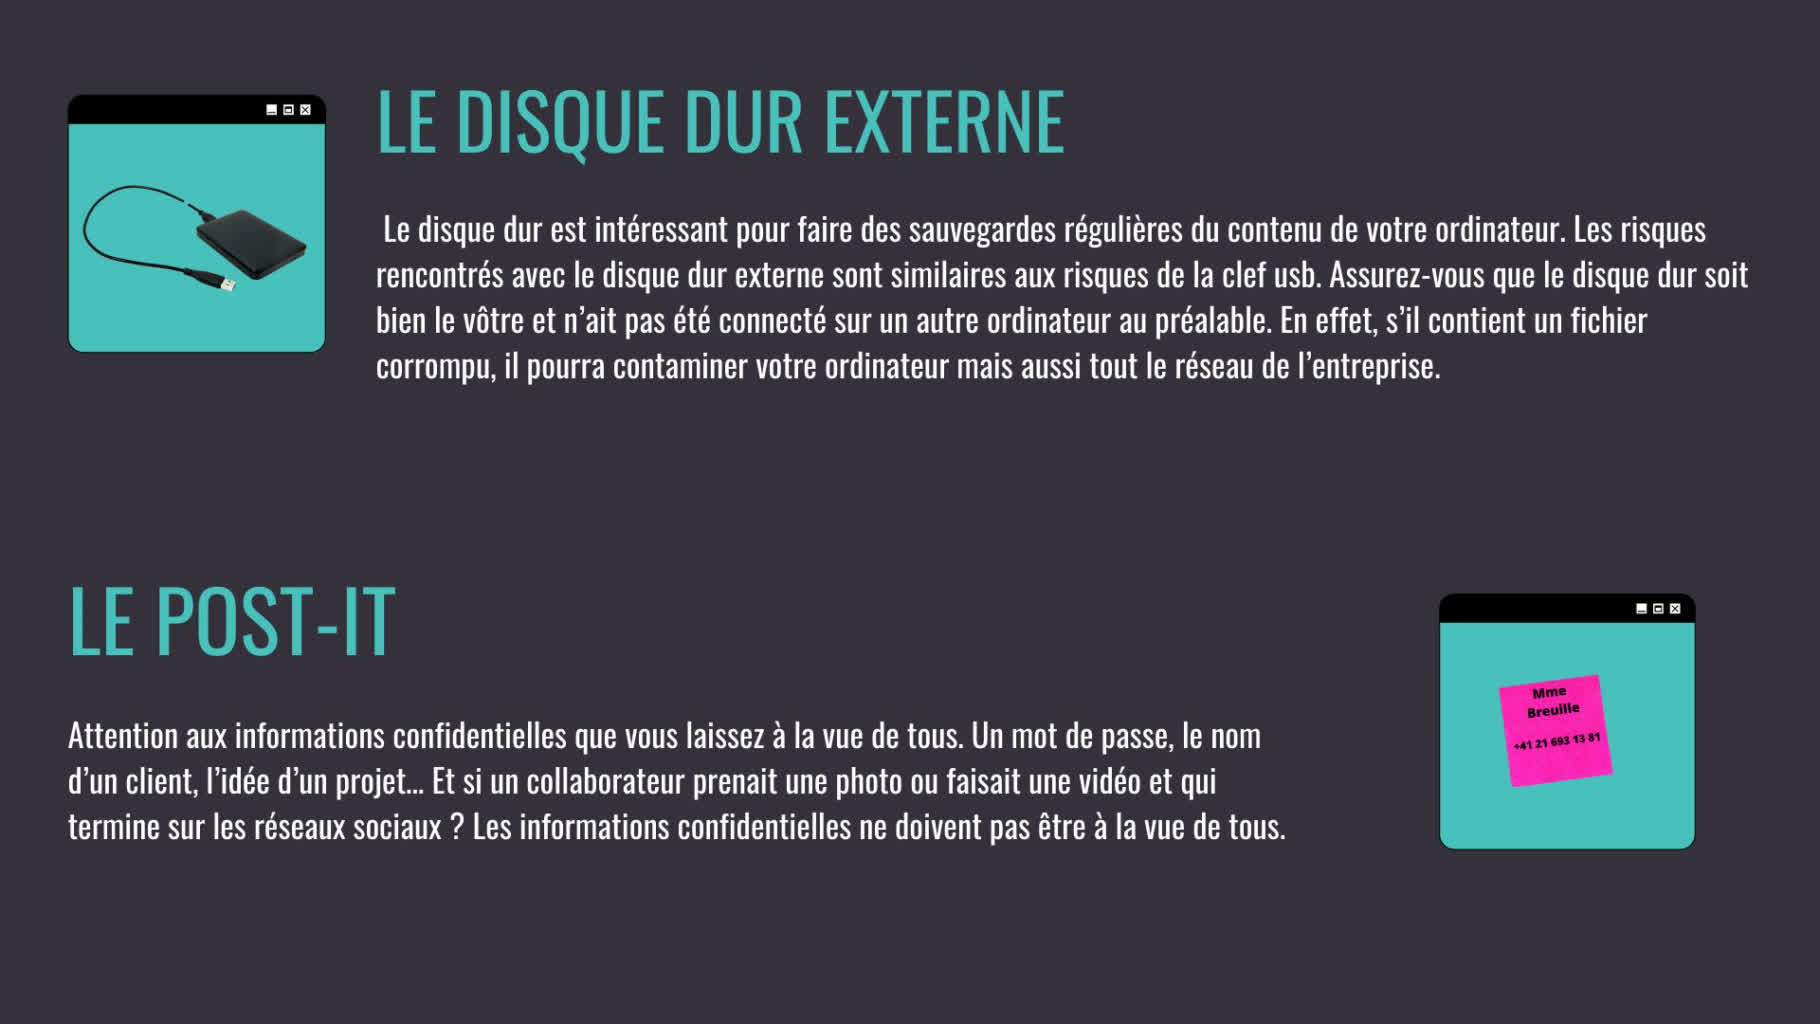 LE DISQUE DUR EXTERNE
Le disque dur est intéressant pour faire des sauvegardes régulières du contenu de votre ordinateur. Les risques
rencontrés avec le disque dur externe sont similaires aux risques de la clef usb. Assurez-vous que le disque dur soit
bien le vôtre et n’ait pas été connecté sur un autre ordinateur au préalable. En effet, s’il contient un fichier
corrompu, il pourra contaminer votre ordinateur mais aussi tout le réseau de l’entreprise.
LE POST-IT
Attention aux informations confidentielles que vous laissez à la vue de tous. Un mot de passe, le nom
d’un client, l’idée d’un projet... Et si un collaborateur prenait une photo ou faisait une vidéo et qui
termine sur les réseaux sociaux ? Les informations confidentielles ne doivent pas être à la vue de tous.
Mme
Breuille
+41 21 693 13 81